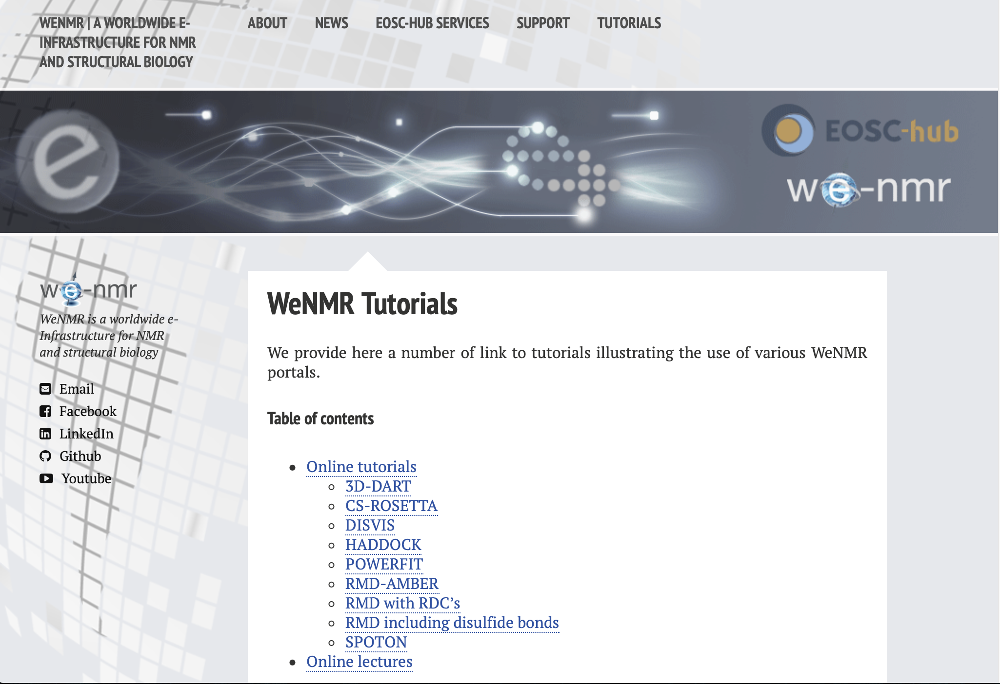 WENMR | A WORLDWIDE E-
INFRASTRUCTURE FOR NMR
AND STRUCTURAL BIOLOGY
ABOUT NEWS EOSC-HUB SERVICES SUPPORT TUTORIALS
e
EOSC-hub
we-nmr
we-nmr
WeNMR is a worldwide e-
Infrastructure for NMR
and structural biology
Email
Facebook
LinkedIn
Github
Youtube
WeNMR Tutorials
We provide here a number of link to tutorials illustrating the use of various WeNMR
portals.
Table of contents
Online tutorials
3D-DART
CS-ROSETTA
DISVIS
HADDOCK
POWERFIT
RMD-AMBER
RMD with RDC’s
RMD including disulfide bonds
SPOTON
Online lectures